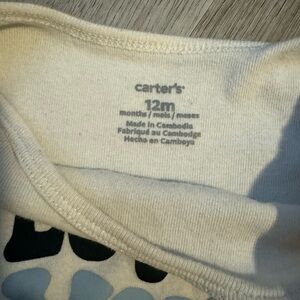 carter's
12m
months / mois / meses
Made in Cambodia
Fabriqué au Cambodge
Hecho en Camboya